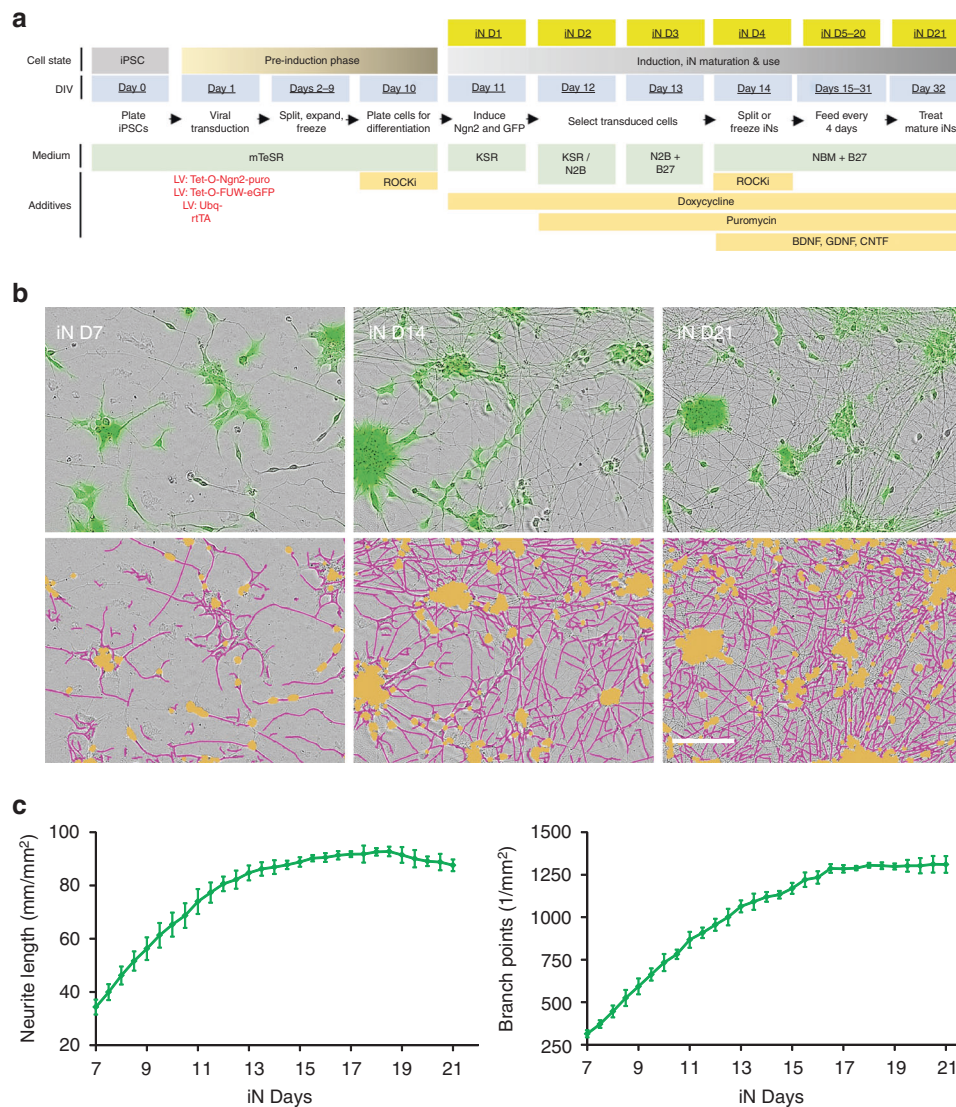 a
iN D1 iN D2 iN D3 iN D4 iN D5–20 iN D21
Cell state iPSC Pre-induction phase Induction, iN maturation & use
DIV Day 0 Day 1 Days 2–9 Day 10 Day 11 Day 12 Day 13 Day 14 Days 15–31 Day 32
Plate Viral Split, expand, Plate cells for Induce Select transduced cells Split or Feed every Treat
iPSCs transduction freeze differentiation Ngn2 and GFP freeze iNs 4 days mature iNs
Medium mTeSR KSR KSR / N2B + NBM + B27
N2B B27
Additives
LV: Tet-O-Ngn2-puro ROCKi ROCKi
LV: Tet-O-FUW-eGFP
LV: Ubq-
rtTA
Doxycycline
Puromycin
BDNF, GDNF, CNTF
b
iN D7 iN D14 iN D21
c
Neurite length (mm/mm²)
100
80
60
40
20
7 9 11 13 15 17 19 21
iN Days
Branch points (1/mm²)
1500
1250
1000
750
500
250
7 9 11 13 15 17 19 21
iN Days